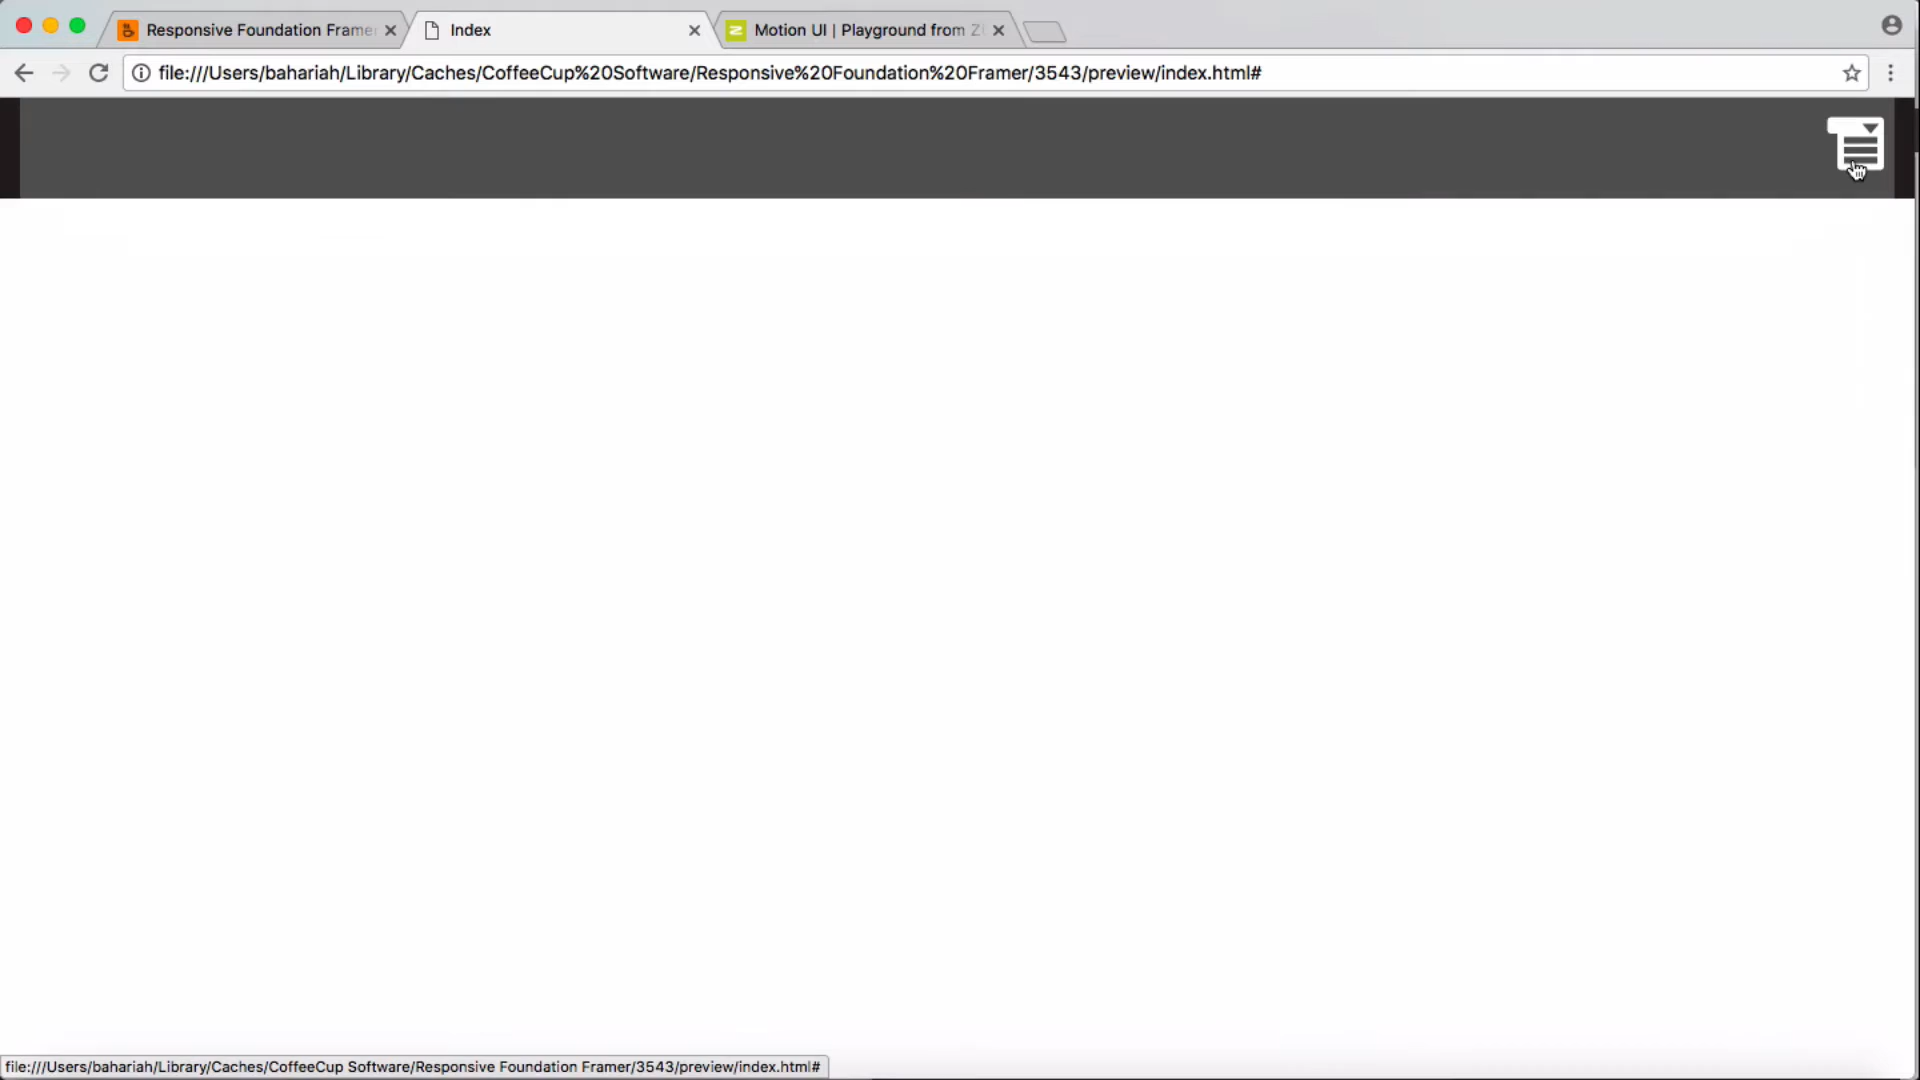 Responsive Foundation Frame
Index
Motion UI | Playground from Z
file:///Users/bahariah/Library/Caches/CoffeeCup%20Software/Responsive%20Foundation%20Framer/3543/preview/index.html#
file:///Users/bahariah/Library/Caches/CoffeeCup Software/Responsive Foundation Framer/3543/preview/index.html#